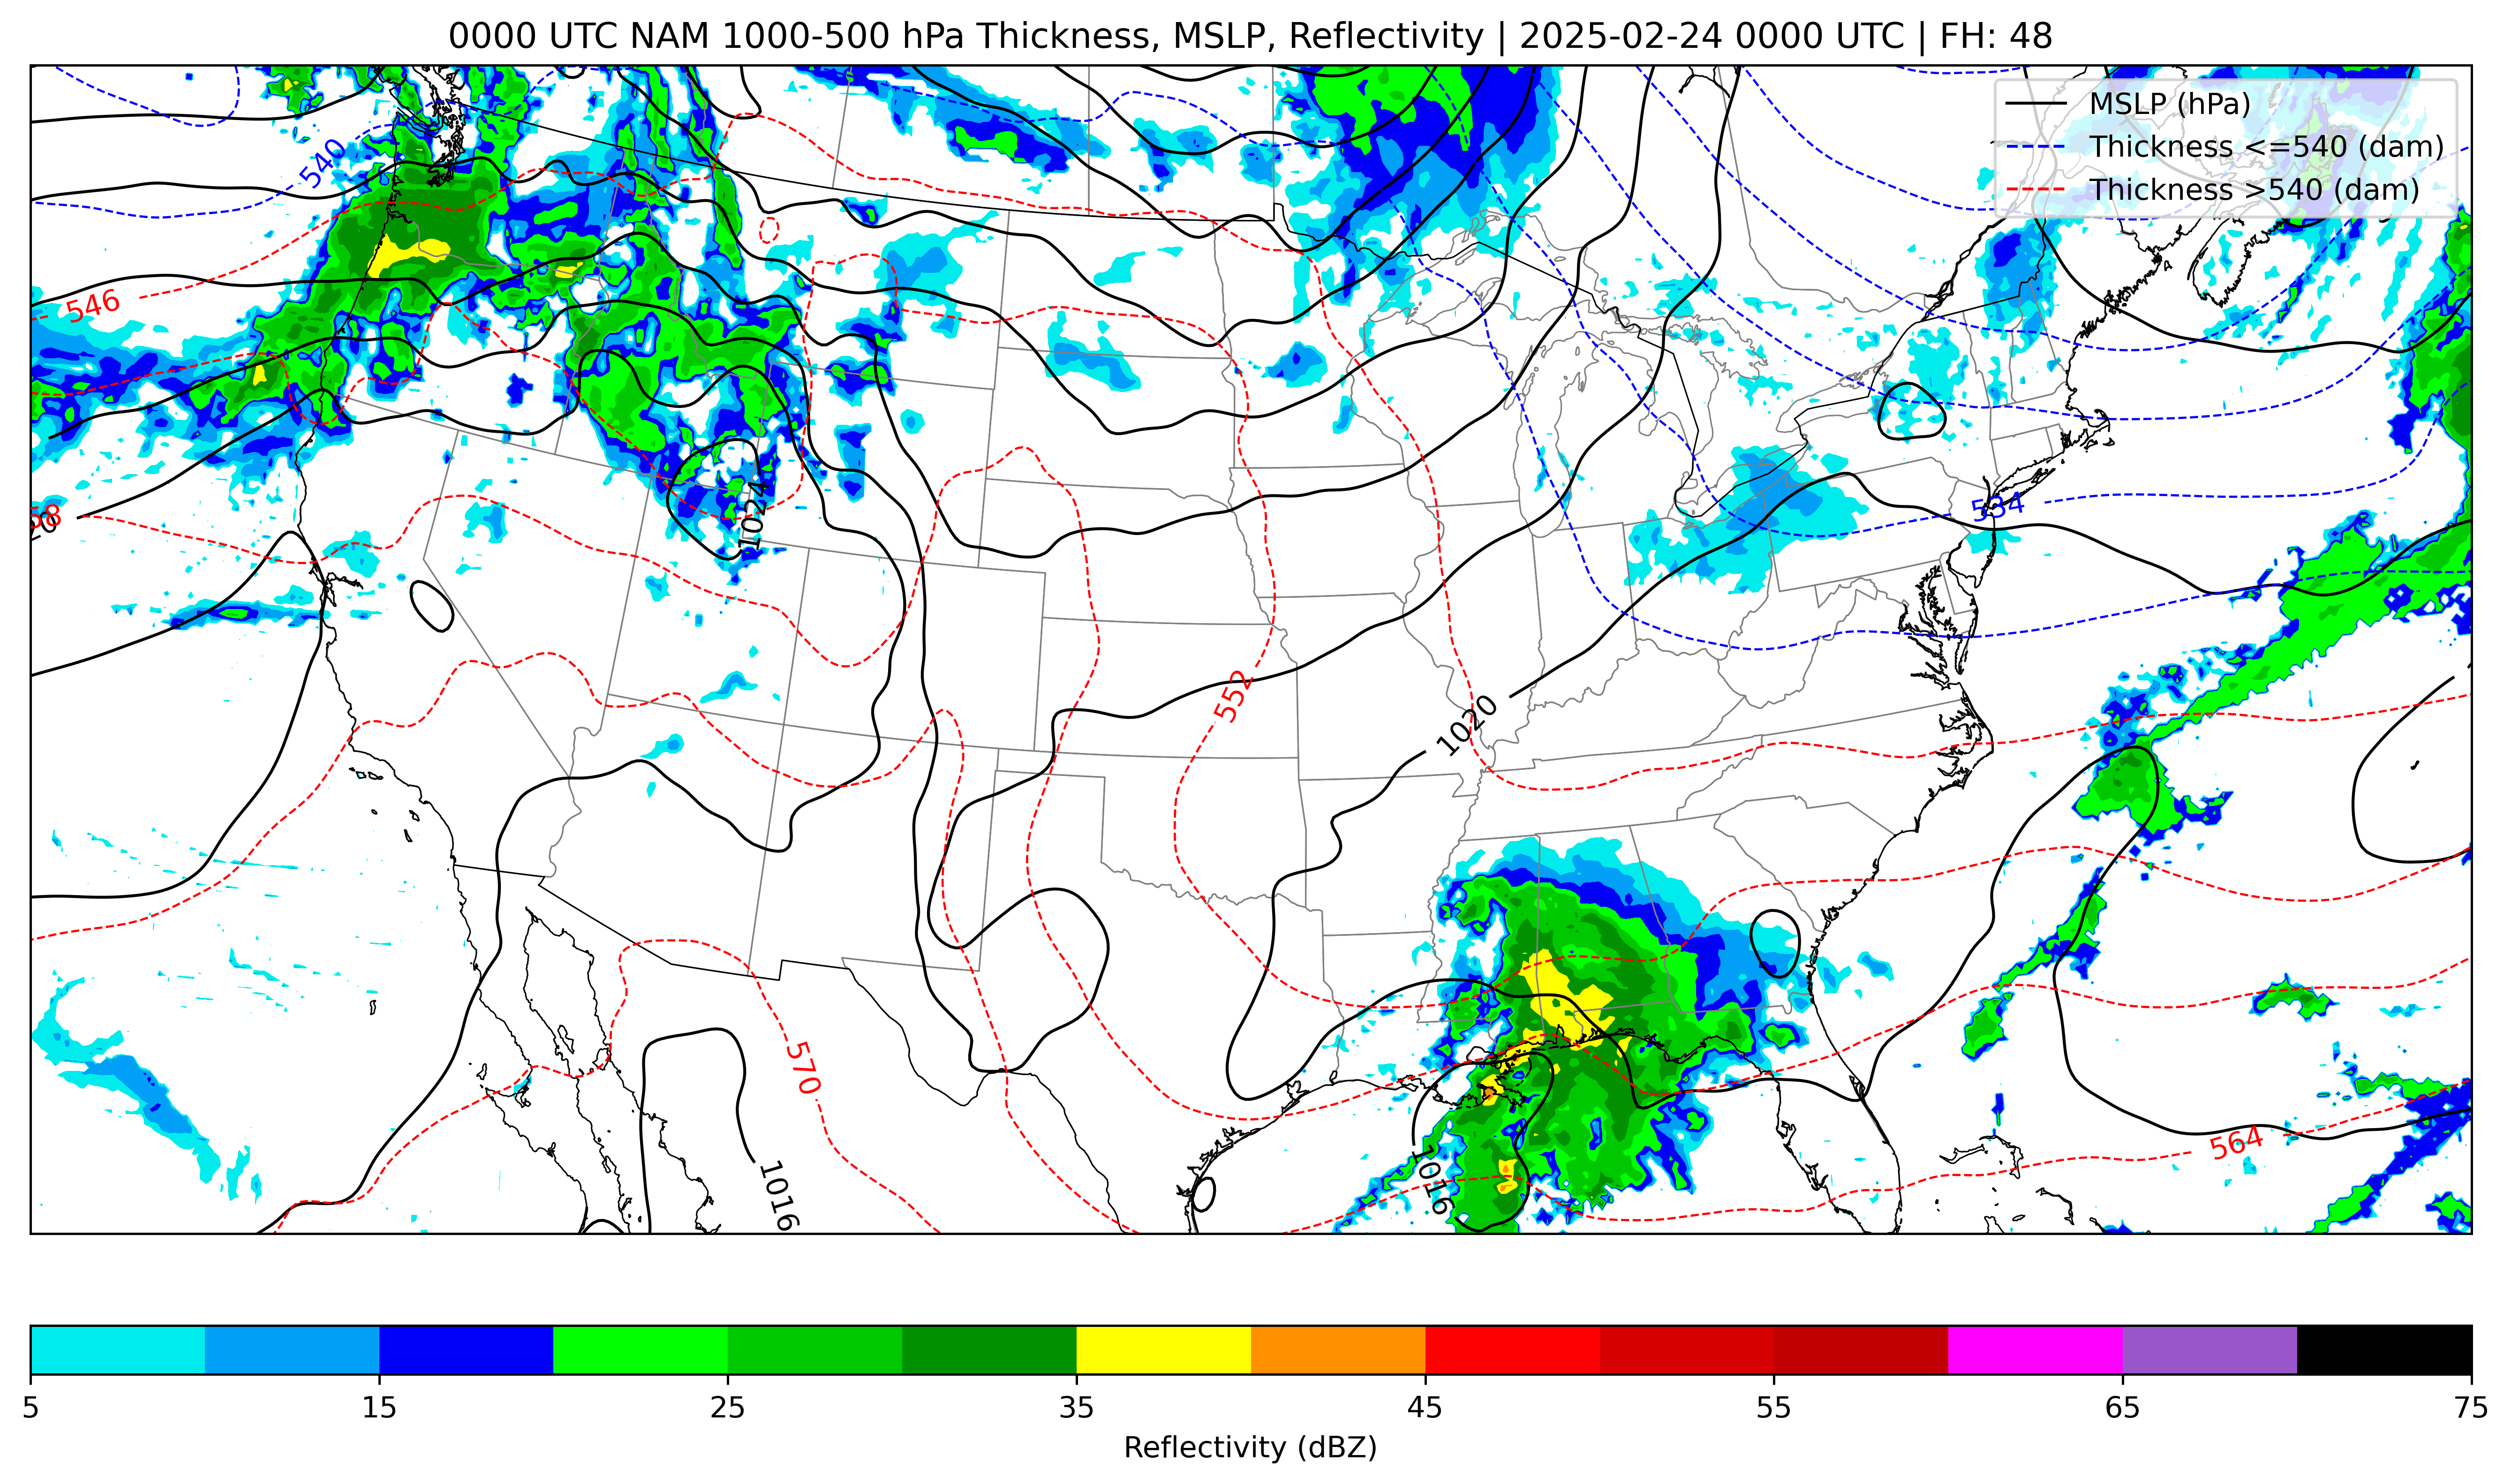 0000 UTC NAM 1000-500 hPa Thickness, MSLP, Reflectivity | 2025-02-24 0000 UTC | FH: 48
MSLP (hPa)
Thickness <=540 (dam)
Thickness >540 (dam)
540
546
534
1024
552
1020
570
1016
1016
564
5 15 25 35 45 55 65 75
Reflectivity (dBZ)